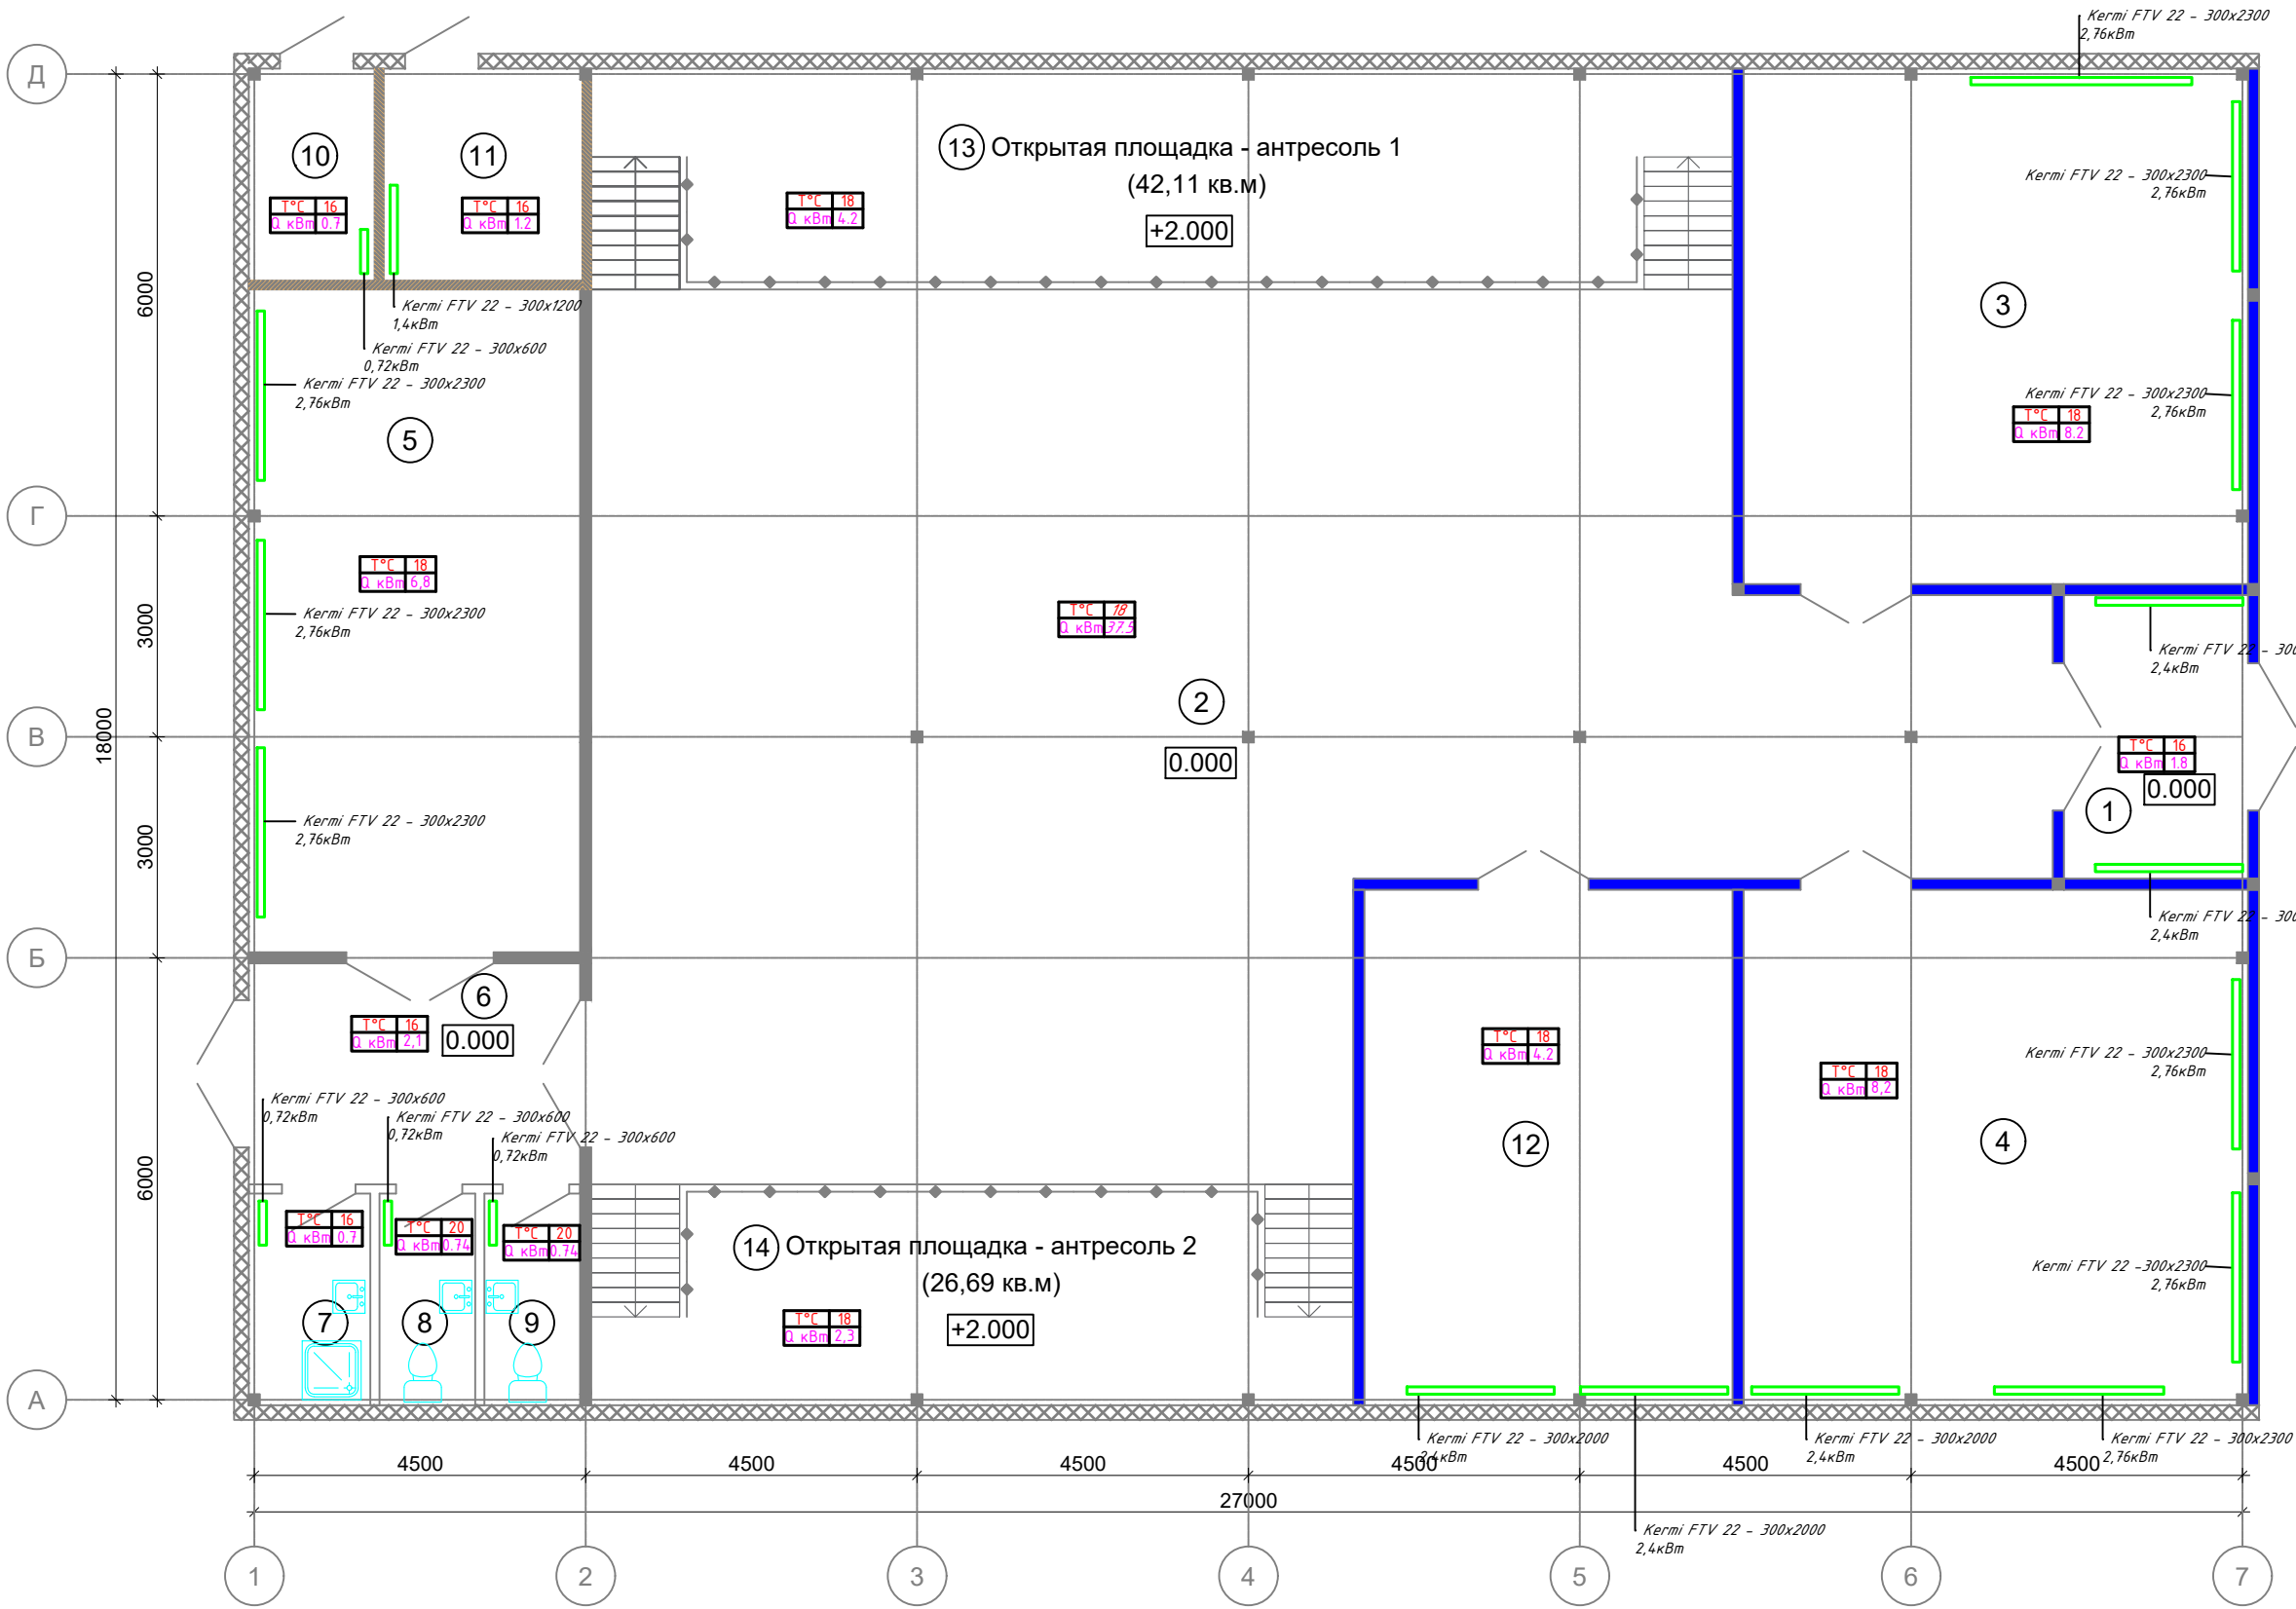 Kermi FTV 22 - 300x2300
2,76кВт
Д
10
11
13 Открытая площадка - антресоль 1
(42,11 кв.м)
+2.000
T°C 16
Q кВт 0.7
T°C 16
Q кВт 1.2
T°C 18
Q кВт 4.2
Kermi FTV 22 - 300x2300
2,76кВт
6000
Kermi FTV 22 - 300x1200
1,4кВт
Kermi FTV 22 - 300x600
0,72кВт
Kermi FTV 22 - 300x2300
2,76кВт
3
Kermi FTV 22 - 300x2300
2,76кВт
T°C 18
Q кВт 8.2
5
Г
T°C 18
Q кВт 6,8
Kermi FTV 22 - 300x2300
2,76кВт
3000
T°C 18
Q кВт 37.5
Kermi FTV 22 - 300
2,4кВт
2
В
18000
0.000
T°C 16
Q кВт 1.8
0.000
1
Kermi FTV 22 - 300x2300
2,76кВт
3000
Kermi FTV 22 - 300
2,4кВт
Б
6
T°C 16
Q кВт 2,1
0.000
T°C 18
Q кВт 4.2
T°C 18
Q кВт 8,2
Kermi FTV 22 - 300x2300
2,76кВт
Kermi FTV 22 - 300x600
0,72кВт
Kermi FTV 22 - 300x600
0,72кВт
Kermi FTV 22 - 300x600
0,72кВт
12
4
6000
T°C 16
Q кВт 0.7
T°C 20
Q кВт 0.74
T°C 20
Q кВт 0.74
14 Открытая площадка - антресоль 2
(26,69 кв.м)
+2.000
T°C 18
Q кВт 2,3
Kermi FTV 22 -300x2300
2,76кВт
7
8
9
А
Kermi FTV 22 - 300x2000
2,4кВт
Kermi FTV 22 - 300x2000
2,4кВт
Kermi FTV 22 - 300x2300
2,76кВт
4500
4500
4500
4500
4500
4500
27000
Kermi FTV 22 - 300x2000
2,4кВт
1
2
3
4
5
6
7